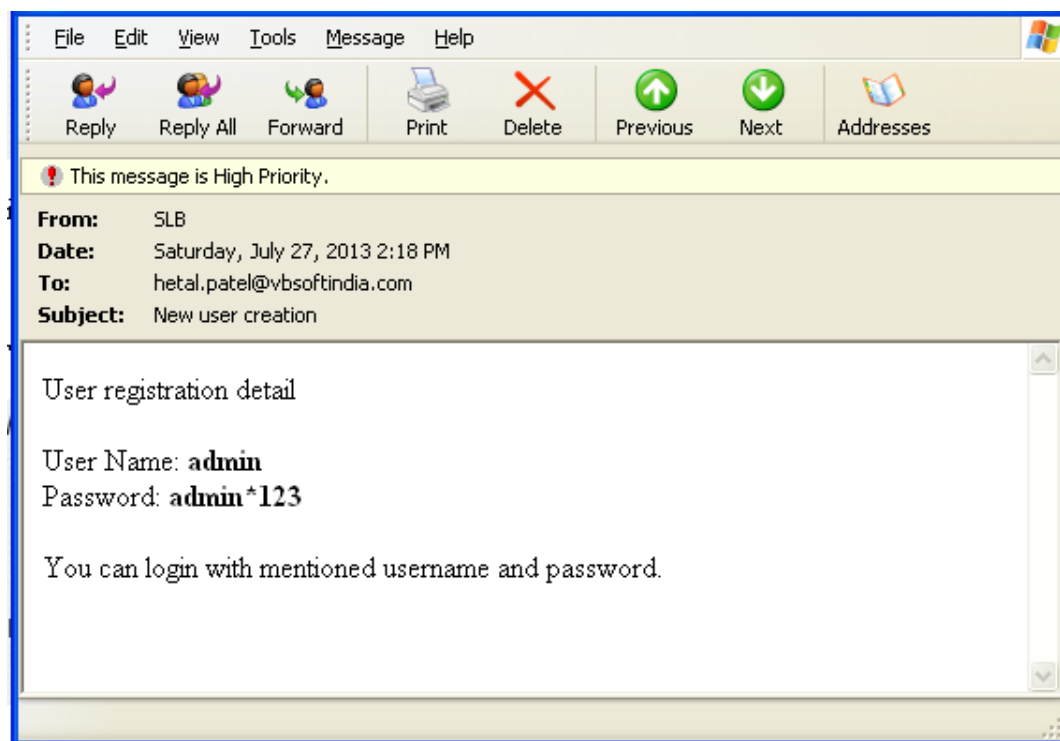 File Edit View Tools Message Help
Reply Reply All Forward Print Delete Previous Next Addresses
This message is High Priority.
From: SLB
Date: Saturday, July 27, 2013 2:18 PM
To: hetal.patel@vbsoftindia.com
Subject: New user creation
User registration detail
User Name: admin
Password: admin*123
You can login with mentioned username and password.